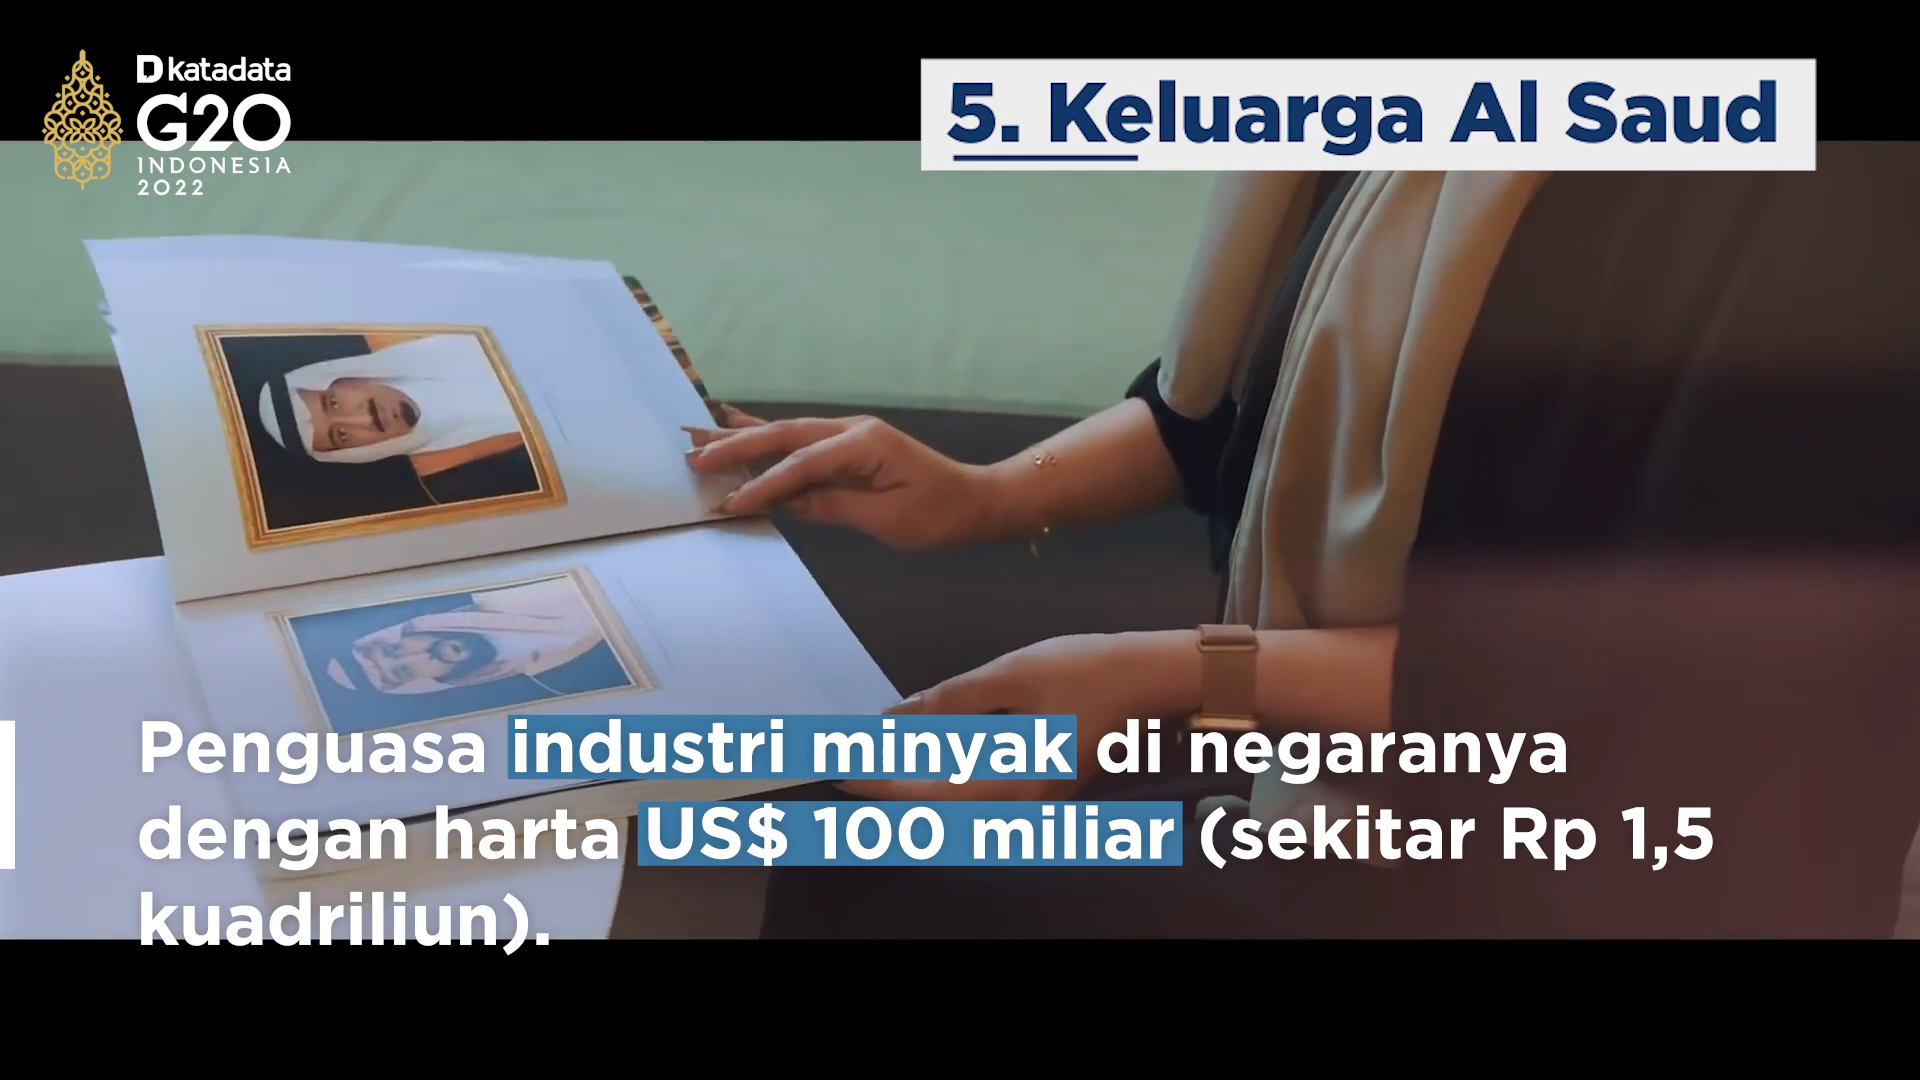 katadata
G20
INDONESIA
2022
5. Keluarga Al Saud
Penguasa industri minyak di negaranya
dengan harta US$ 100 miliar (sekitar Rp 1,5
kuadriliun).